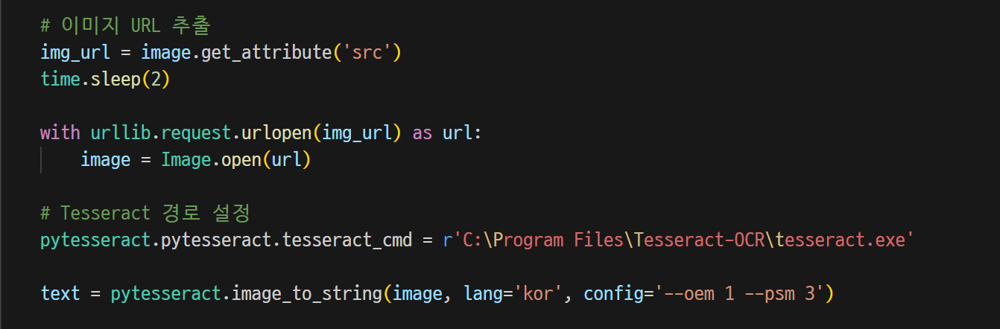 # 이미지 URL 추출
img_url = image.get_attribute('src')
time.sleep(2)
with urllib.request.urlopen(img_url) as url:
    image = Image.open(url)
# Tesseract 경로 설정
pytesseract.pytesseract.tesseract_cmd = r'C:\Program Files\Tesseract-OCR\tesseract.exe'
text = pytesseract.image_to_string(image, lang='kor', config='--oem 1 --psm 3')